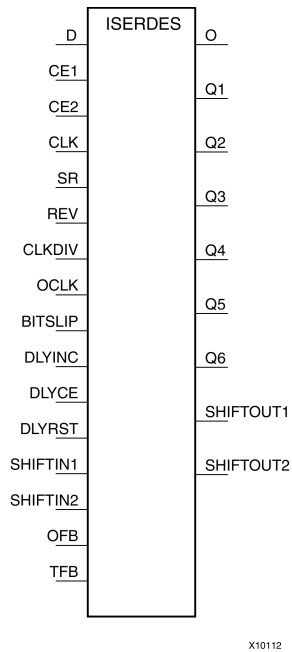 ISERDES
D
O
CE1
Q1
CE2
CLK
Q2
SR
Q3
REV
CLKDIV
Q4
OCLK
Q5
BITSLIP
DLYINC
Q6
DLYCE
SHIFTOUT1
DLYRST
SHIFTIN1
SHIFTOUT2
SHIFTIN2
OFB
TFB
X10112